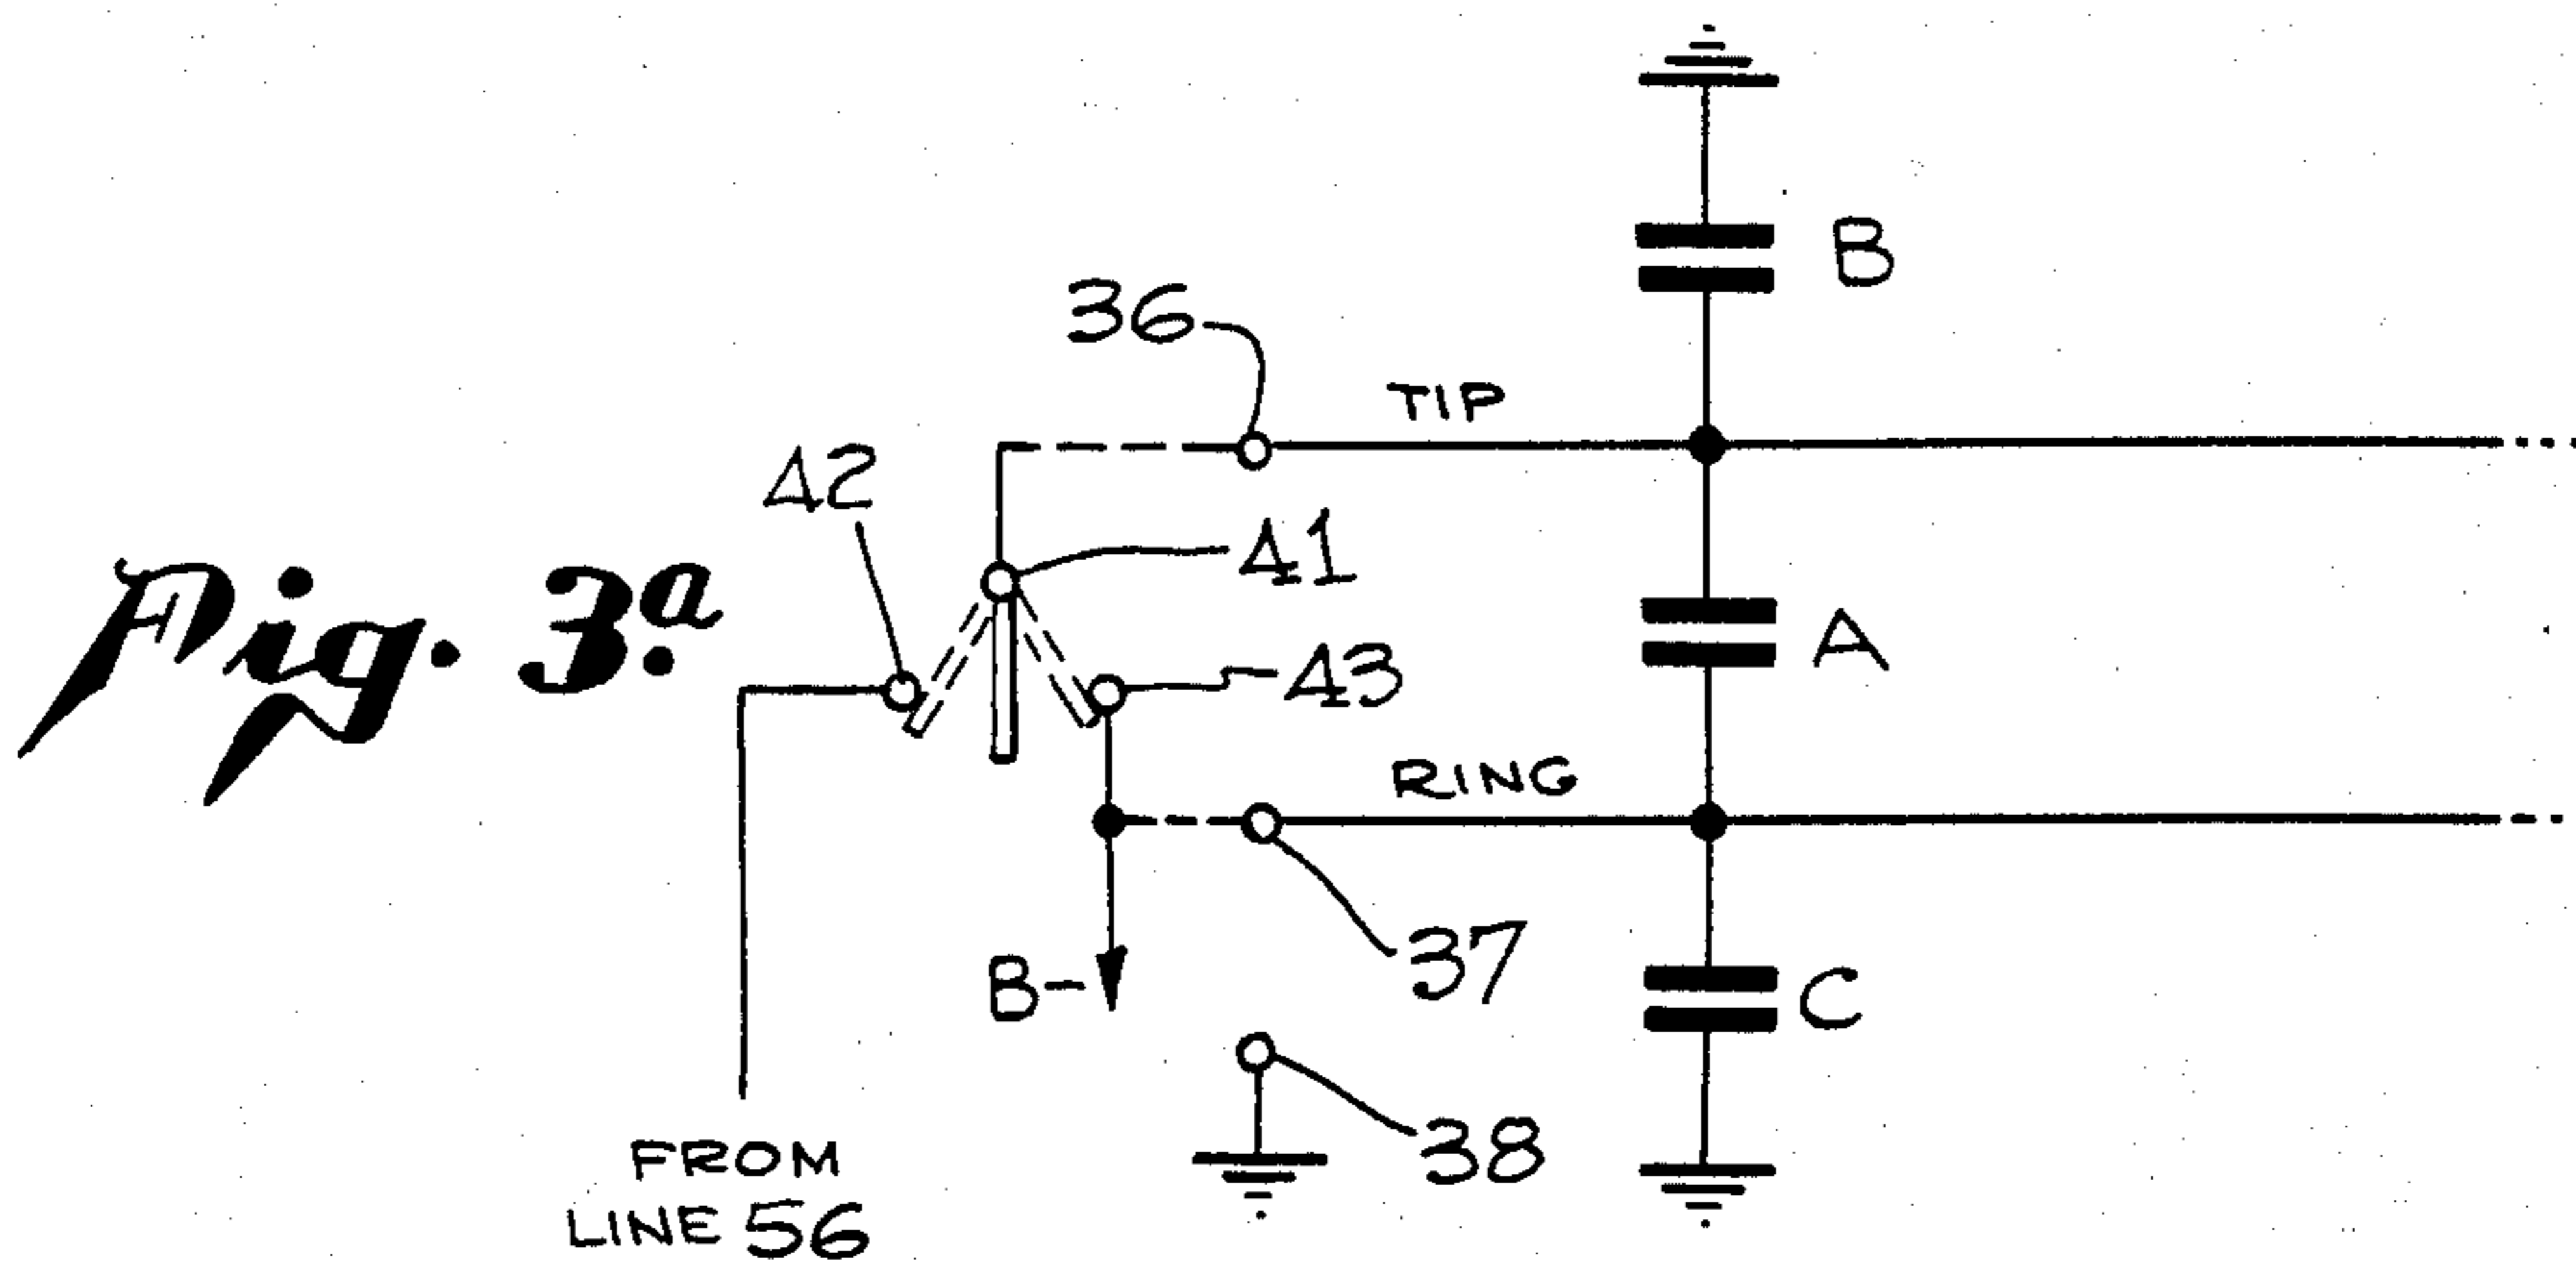 B
36
TIP
42
41
Fig. 3a.
A
43
RING
37
B-
C
38
FROM
LINE 56